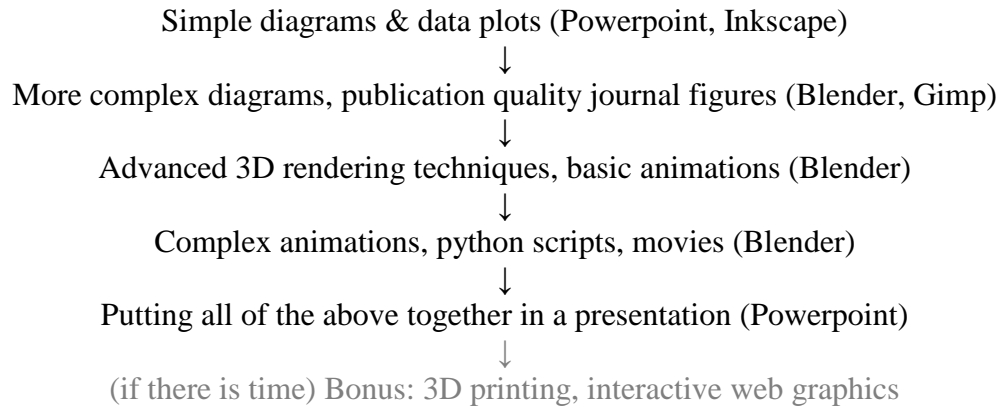 Simple diagrams & data plots (Powerpoint, Inkscape)
↓
More complex diagrams, publication quality journal figures (Blender, Gimp)
↓
Advanced 3D rendering techniques, basic animations (Blender)
↓
Complex animations, python scripts, movies (Blender)
↓
Putting all of the above together in a presentation (Powerpoint)
↓
(if there is time) Bonus: 3D printing, interactive web graphics